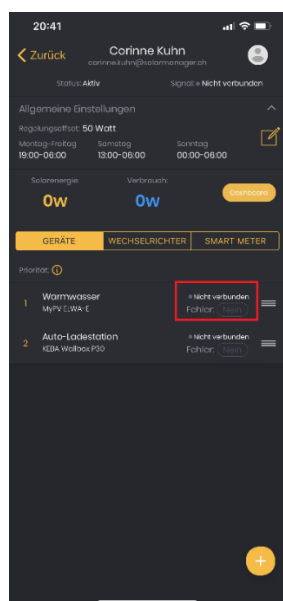 20:41
Zurück
Corinne Kuhn
corinne.kuhn@solarmanager.ch
Status: Aktiv
Signal: Nicht verbunden
Allgemeine Einstellungen
Regelungsoffset: 50 Watt
Montag-Freitag Samstag Sonntag
19:00-06:00 13:00-06:00 00:00-06:00
Solarenergie: Verbrauch:
0w 0w
Dashboard
GERÄTE WECHSELRICHTER SMART METER
Priorität:
1 Warmwasser Nicht verbunden
MyPV ELWA-E Fehler: Nein
2 Auto-Ladestation Nicht verbunden
KEBA Wallbox P30 Fehler: Nein
+